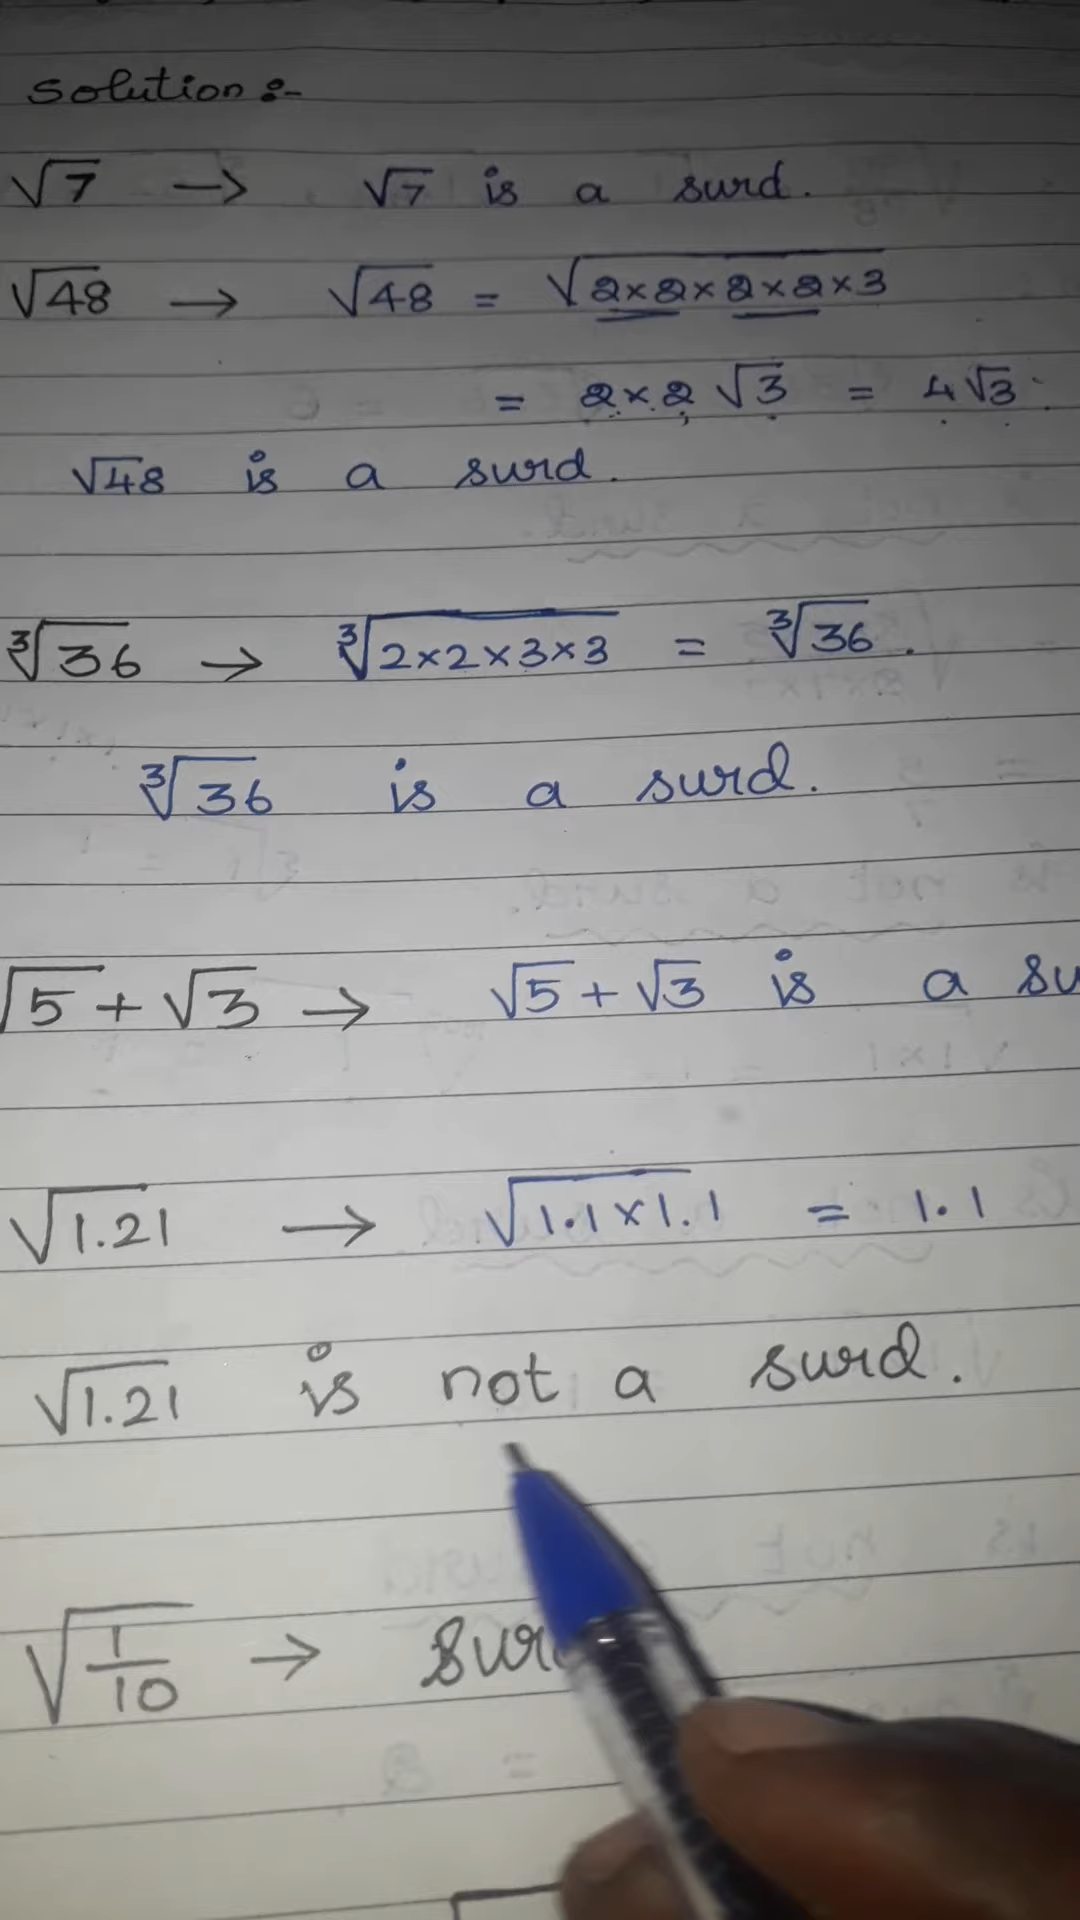 Solution :-
√7 → √7 is a surd.
√48 → √48 = √2×2×2×2×3
= 2×2 √3 = 4√3.
√48 is a surd.
∛36 → ∛2×2×3×3 = ∛36.
∛36 is a surd.
√5 + √3 → √5 + √3 is a su
√1.21 → √1.1×1.1 = 1.1
√1.21 is not a surd.
√1/10 →